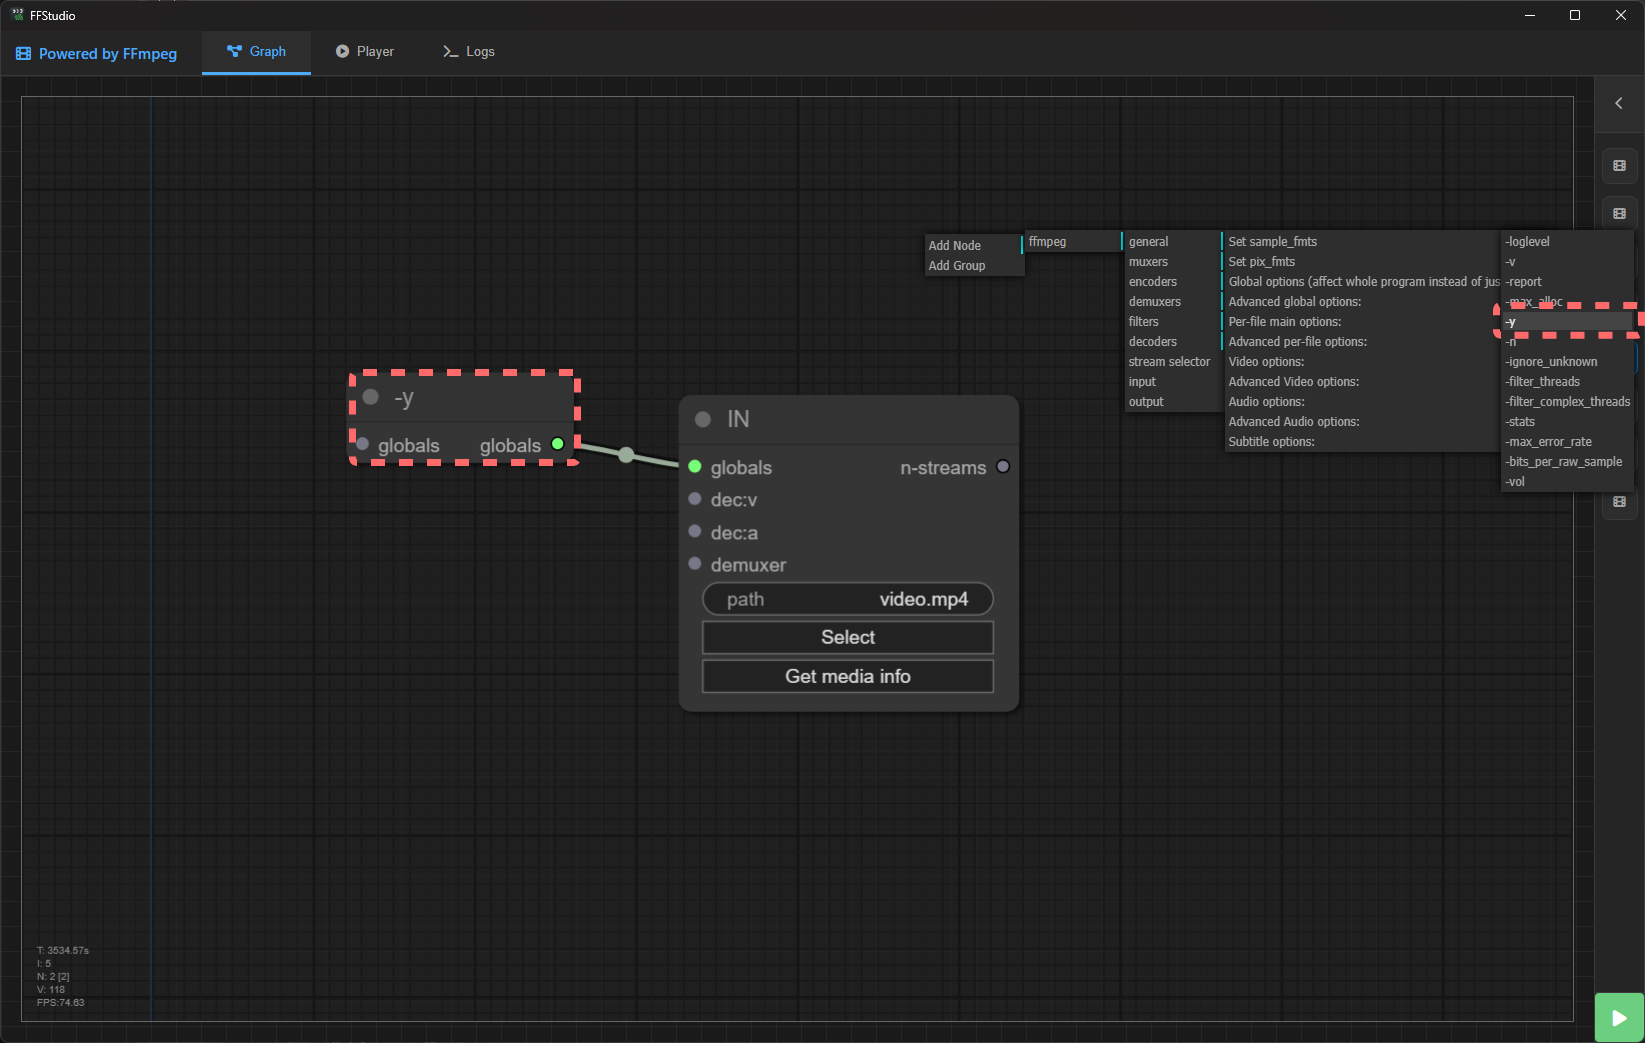 FFStudio
Powered by FFmpeg
Graph
Player
Logs
Add Node
Add Group
ffmpeg
general
muxers
encoders
demuxers
filters
decoders
stream selector
input
output
Set sample_fmts
Set pix_fmts
Global options (affect whole program instead of jus
Advanced global options:
Per-file main options:
Advanced per-file options:
Video options:
Advanced Video options:
Audio options:
Advanced Audio options:
Subtitle options:
-loglevel
-v
-report
-max_alloc
-y
-n
-ignore_unknown
-filter_threads
-filter_complex_threads
-stats
-max_error_rate
-bits_per_raw_sample
-vol
-y
globals globals
IN
globals n-streams
dec:v
dec:a
demuxer
path video.mp4
Select
Get media info
T: 3534.57s
I: 5
N: 2 [2]
V: 118
FPS:74.63